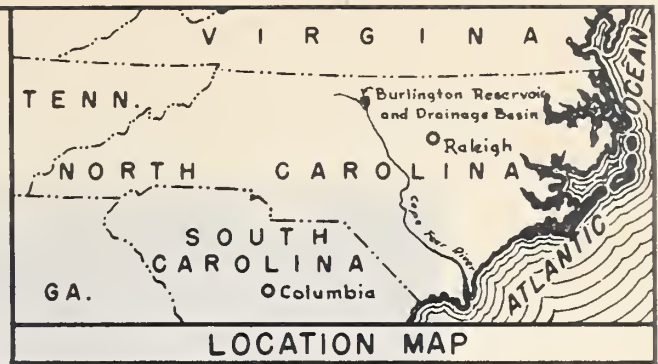 VIRGINIA
TENN.
Burlington Reservoir
and Drainage Basin
Raleigh
OCEAN
NORTH CAROLINA
Cape Fear River
SOUTH
CAROLINA
ATLANTIC
GA.
Columbia
LOCATION MAP